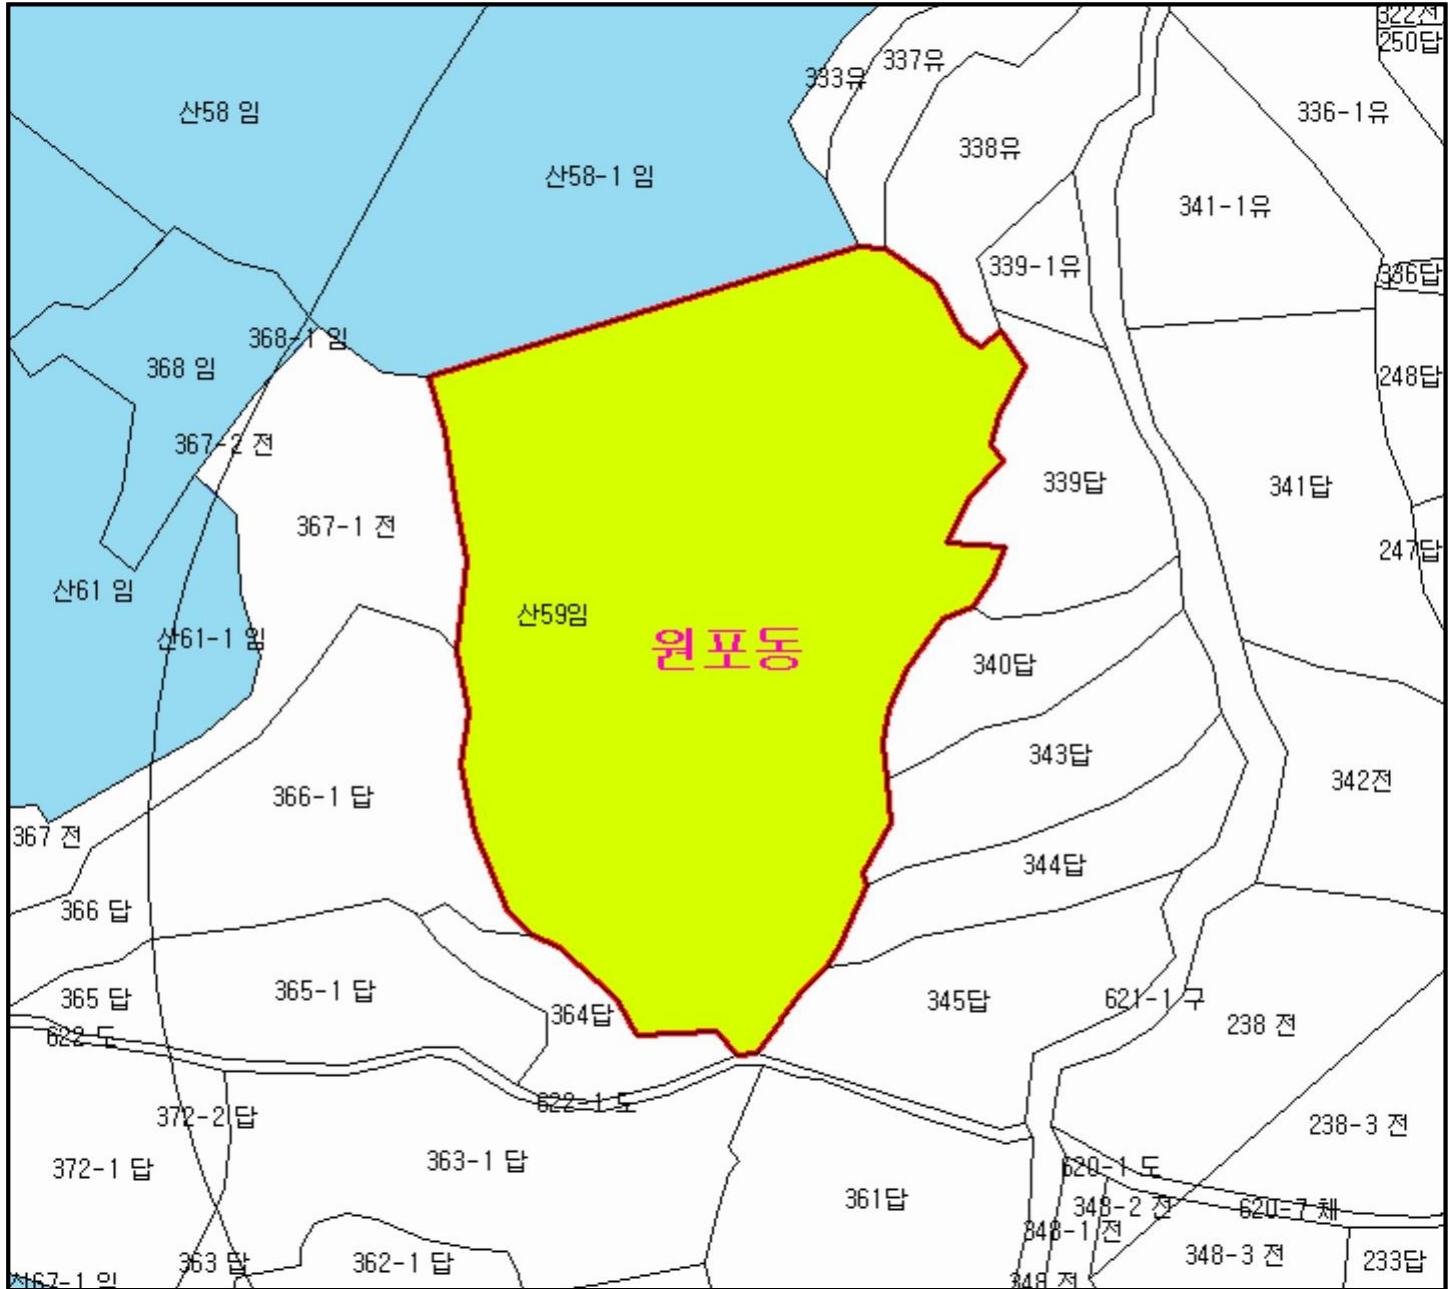 322전
250답
333유
337유
336-1유
산58 임
338유
산58-1 임
341-1유
339-1유
336답
368-1 임
368 임
248답
367-2 전
339답
341답
367-1 전
247답
산61 임
산59임
산61-1 임
원포동
340답
343답
342전
366-1 답
367 전
344답
366 답
365 답
365-1 답
364답
345답
621-1 구
238 전
622 도
622-1 도
372-2 답
238-3 전
372-1 답
363-1 답
620-1 도
361답
348-2 전
620-7 체
348-1 전
363 답
362-1 답
348-3 전
233답
348 전
산67-1 임